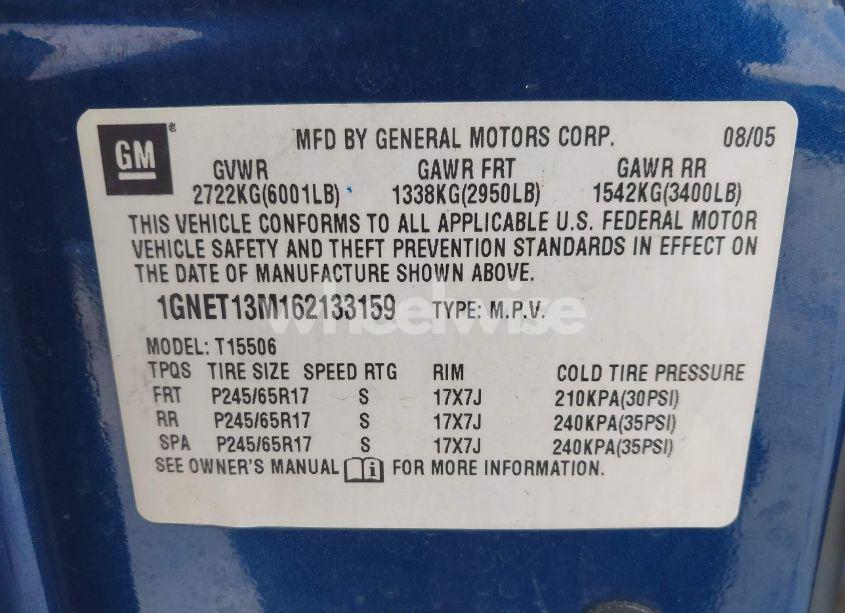 GM ® MFD BY GENERAL MOTORS CORP. 08/05
GVWR GAWR FRT GAWR RR
2722KG(6001LB) 1338KG(2950LB) 1542KG(3400LB)
THIS VEHICLE CONFORMS TO ALL APPLICABLE U.S. FEDERAL MOTOR
VEHICLE SAFETY AND THEFT PREVENTION STANDARDS IN EFFECT ON
THE DATE OF MANUFACTURE SHOWN ABOVE.
1GNET13M162133159 TYPE: M.P.V.
wheelwise
MODEL: T15506
TPQS TIRE SIZE SPEED RTG RIM COLD TIRE PRESSURE
FRT P245/65R17 S 17X7J 210KPA(30PSI)
RR P245/65R17 S 17X7J 240KPA(35PSI)
SPA P245/65R17 S 17X7J 240KPA(35PSI)
SEE OWNER'S MANUAL i FOR MORE INFORMATION.